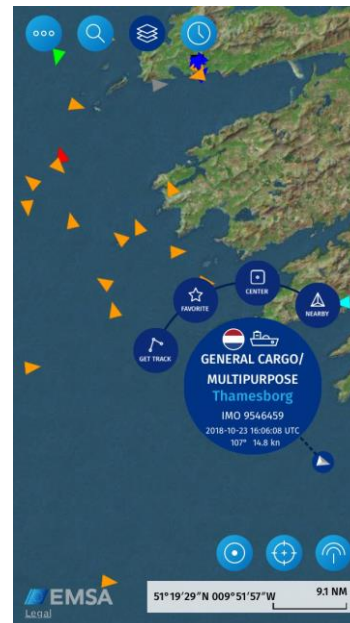 CENTER
FAVORITE
NEARBY
GET TRACK
GENERAL CARGO/
MULTIPURPOSE
Thamesborg
IMO 9546459
2018-10-23 16:06:08 UTC
107° 14.8 kn
EMSA
Legal
51°19'29"N 009°51'57"W
9.1 NM